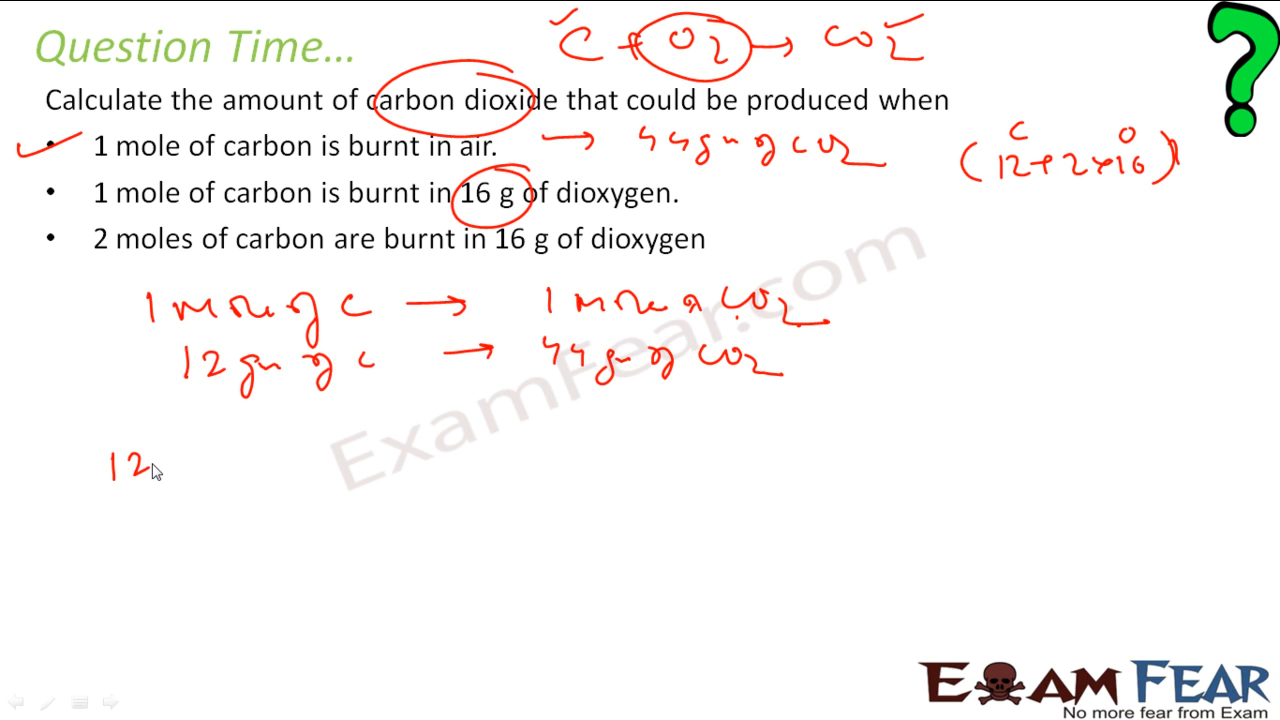 Question Time...
C + O2 → CO2
Calculate the amount of carbon dioxide that could be produced when
• 1 mole of carbon is burnt in air. → 44 gm of CO2
C O
(12 + 2 × 16)
• 1 mole of carbon is burnt in 16 g of dioxygen.
• 2 moles of carbon are burnt in 16 g of dioxygen
1 mole of C → 1 mole of CO2
12 gm of C → 44 gm of CO2
12
ExamFear.com
EXAM FEAR
No more fear from Exam